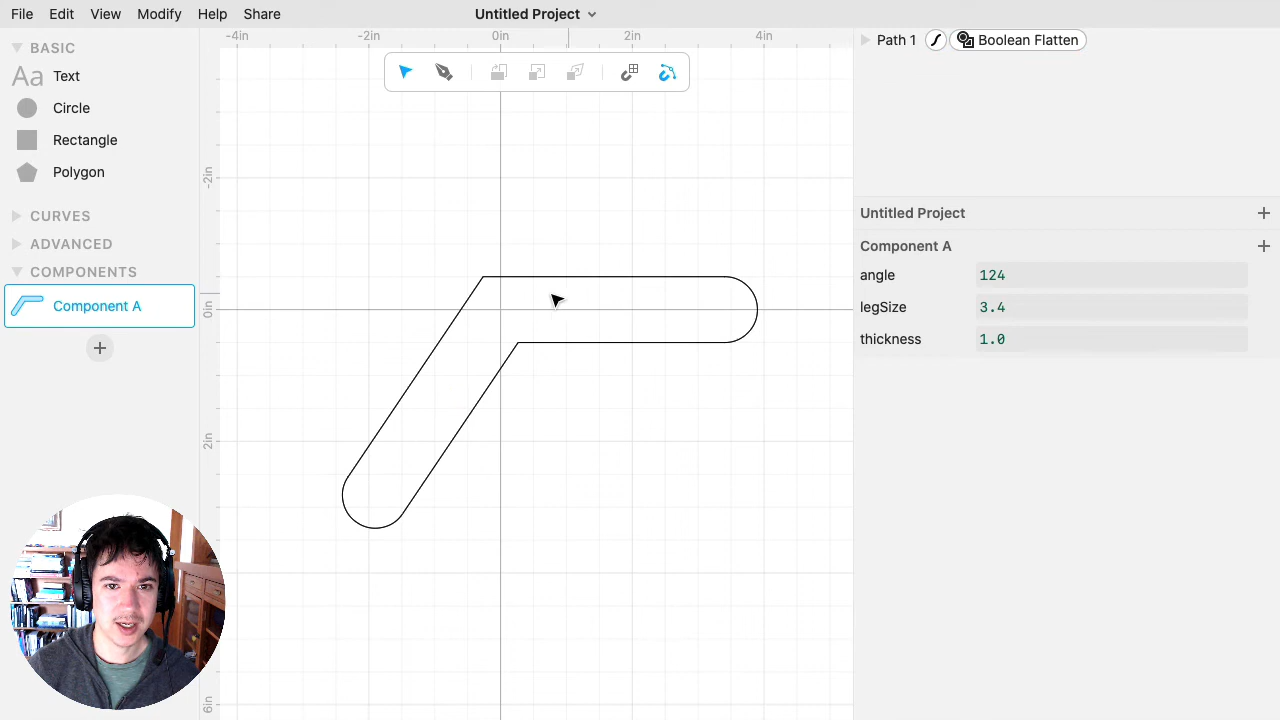 File Edit View Modify Help Share
Untitled Project
-4in -2in 0in 2in 4in
-2in
0in
2in
6in
BASIC
Aa Text
Circle
Rectangle
Polygon
CURVES
ADVANCED
COMPONENTS
Component A
Path 1 Boolean Flatten
Untitled Project
Component A
angle 124
legSize 3.4
thickness 1.0